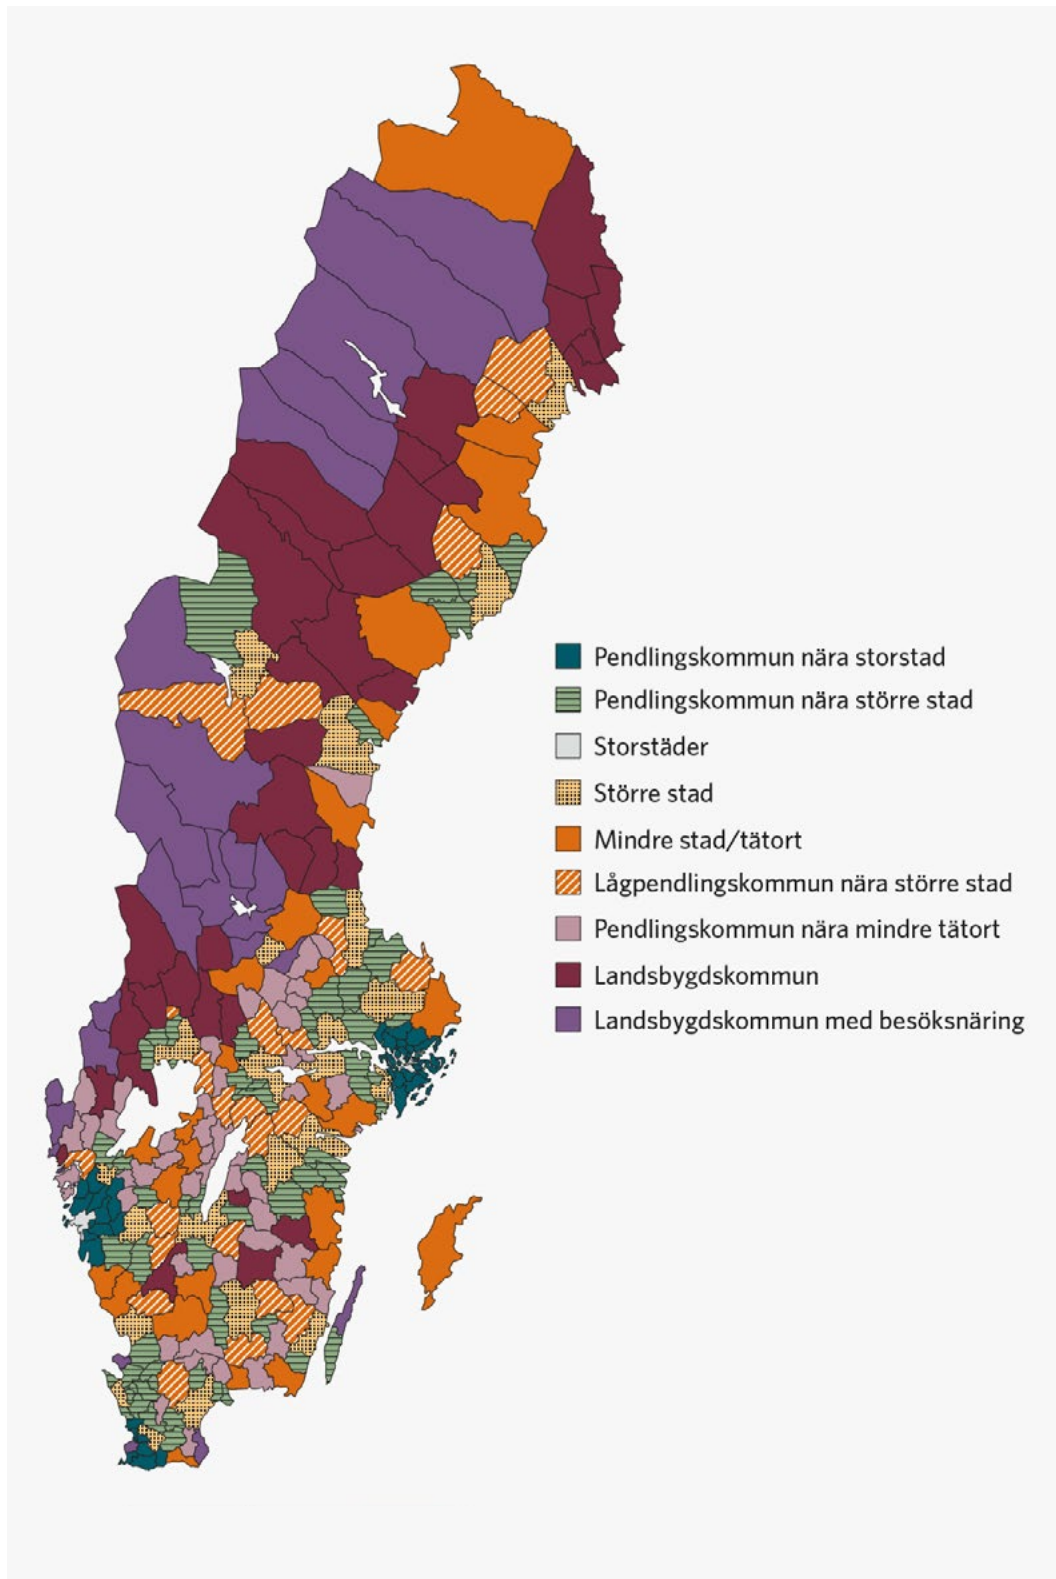 Pendlingskommun nära storstad
Pendlingskommun nära större stad
Storstäder
Större stad
Mindre stad/tätort
Lågpendlingskommun nära större stad
Pendlingskommun nära mindre tätort
Landsbygdskommun
Landsbygdskommun med besöksnäring